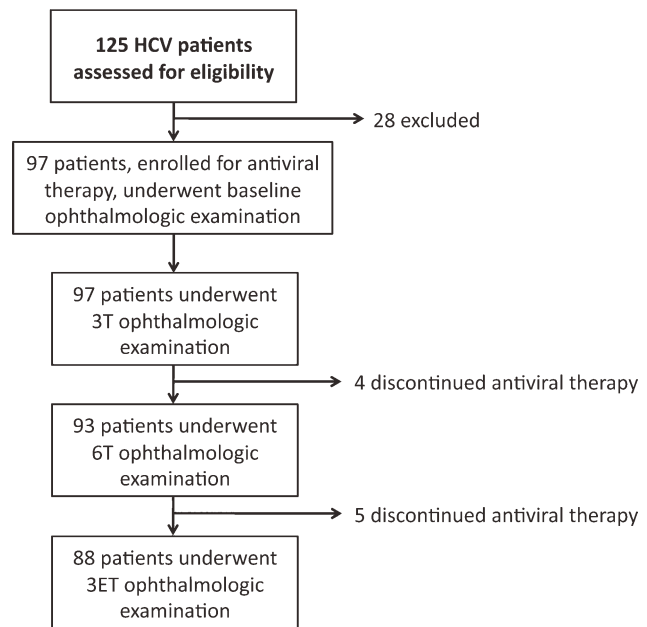 125 HCV patients
assessed for eligibility
28 excluded
97 patients, enrolled for antiviral
therapy, underwent baseline
ophthalmologic examination
97 patients underwent
3T ophthalmologic
examination
4 discontinued antiviral therapy
93 patients underwent
6T ophthalmologic
examination
5 discontinued antiviral therapy
88 patients underwent
3ET ophthalmologic
examination